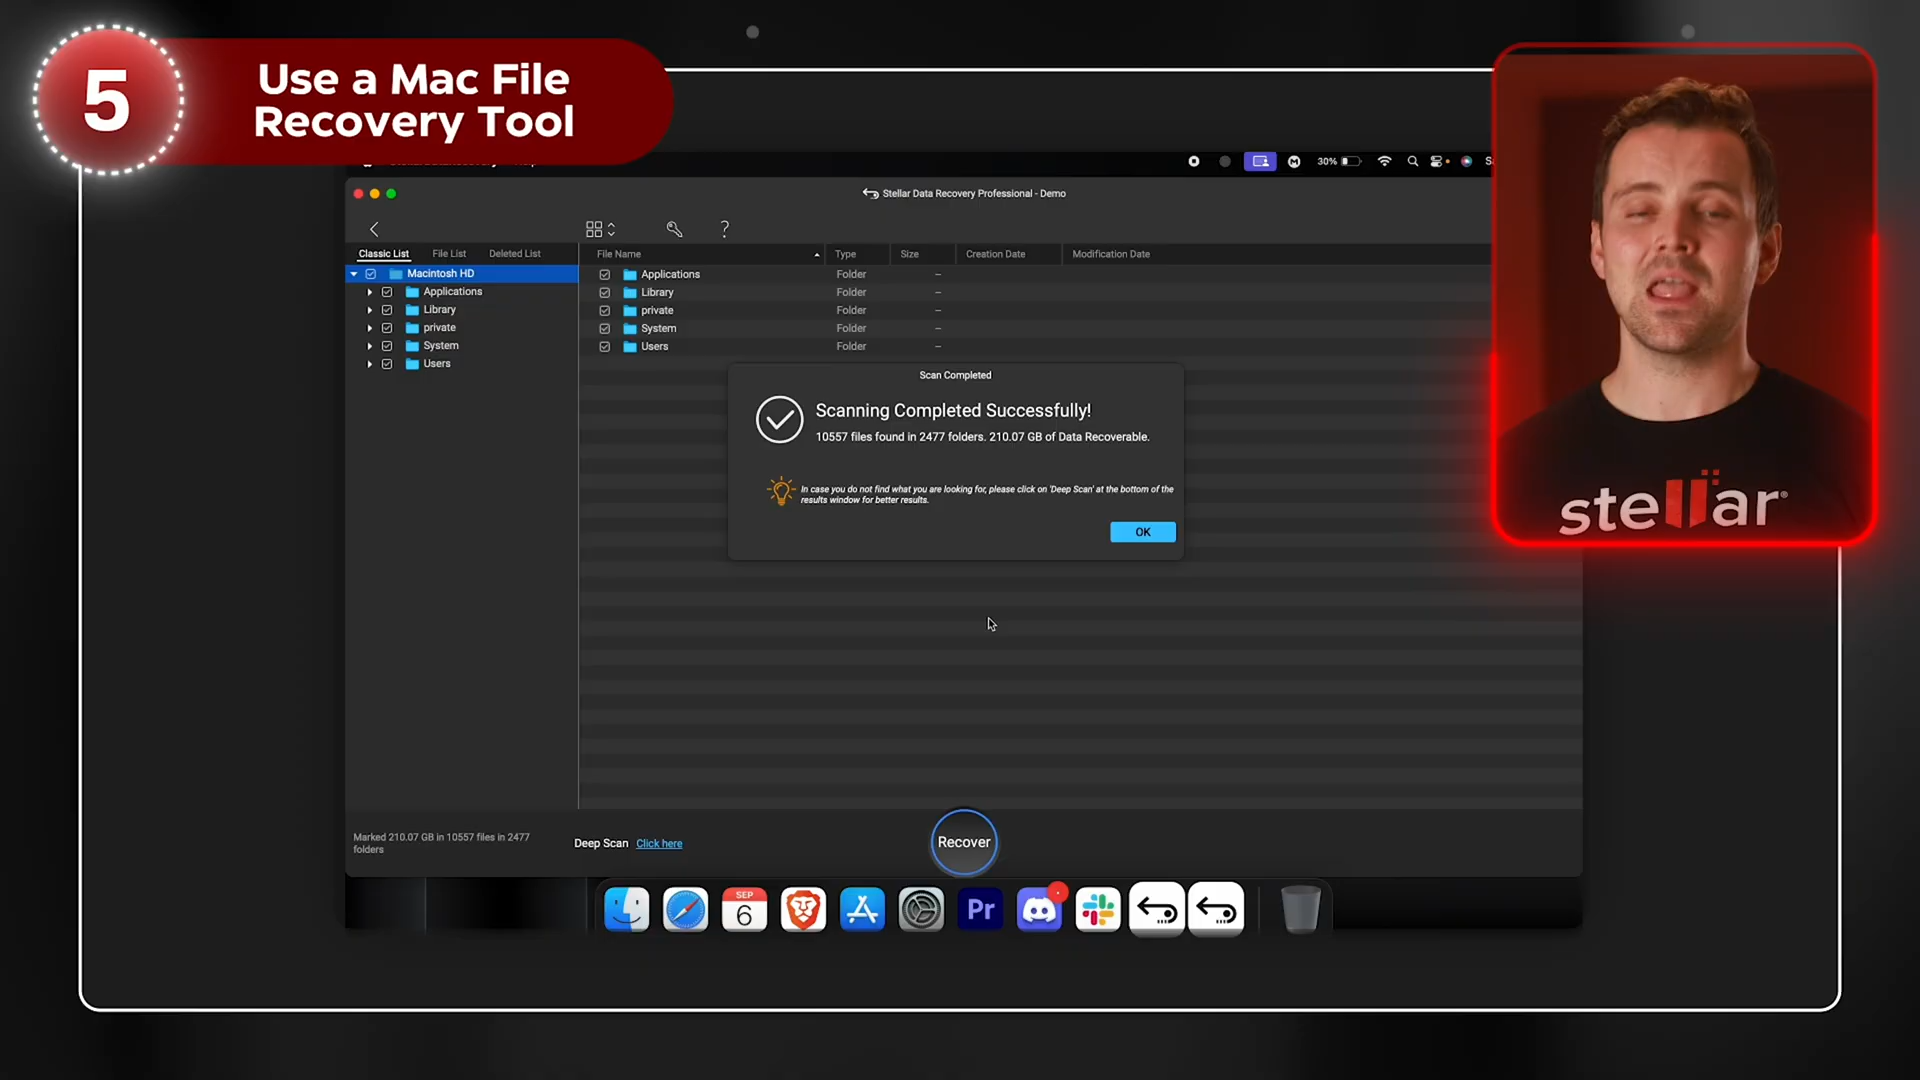 5
Use a Mac File
Recovery Tool
30%
Stellar Data Recovery Professional - Demo
?
Classic List
File List
Deleted List
File Name
Type
Size
Creation Date
Modification Date
Macintosh HD
Applications
Library
private
System
Users
Applications Folder --
Library Folder --
private Folder --
System Folder --
Users Folder --
Scan Completed
Scanning Completed Successfully!
10557 files found in 2477 folders. 210.07 GB of Data Recoverable.
In case you do not find what you are looking for, please click on 'Deep Scan' at the bottom of the
results window for better results.
OK
stellar®
Marked 210.07 GB in 10557 files in 2477
folders
Deep Scan Click here
Recover
SEP
6
Pr